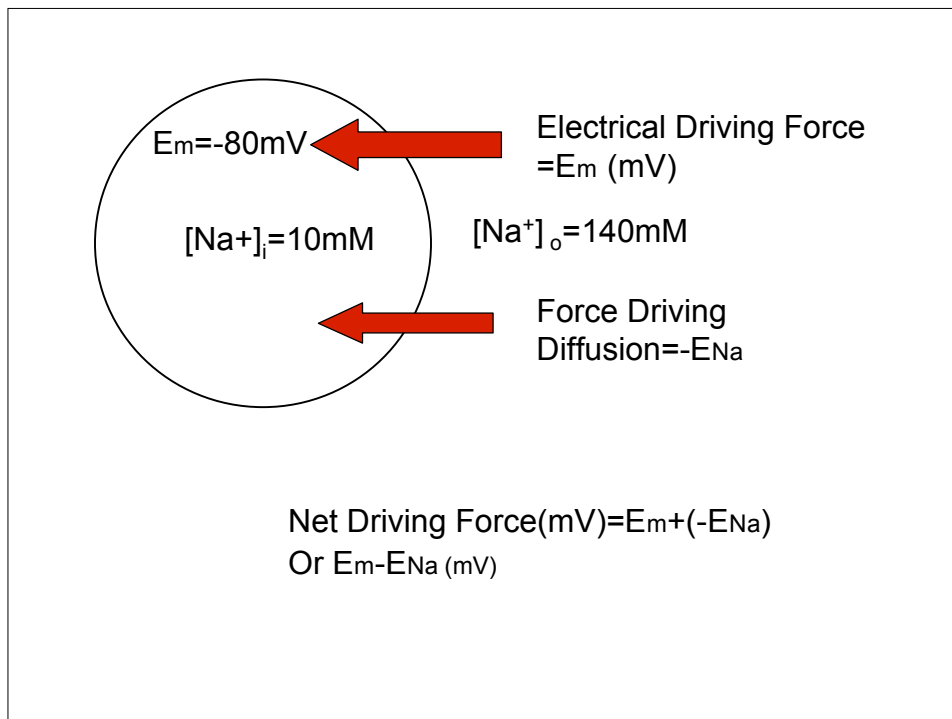 Em=-80mV
Electrical Driving Force
=Em (mV)
[Na+]i=10mM
[Na+] o=140mM
Force Driving
Diffusion=-ENa
Net Driving Force(mV)=Em+(-ENa)
Or Em-ENa (mV)